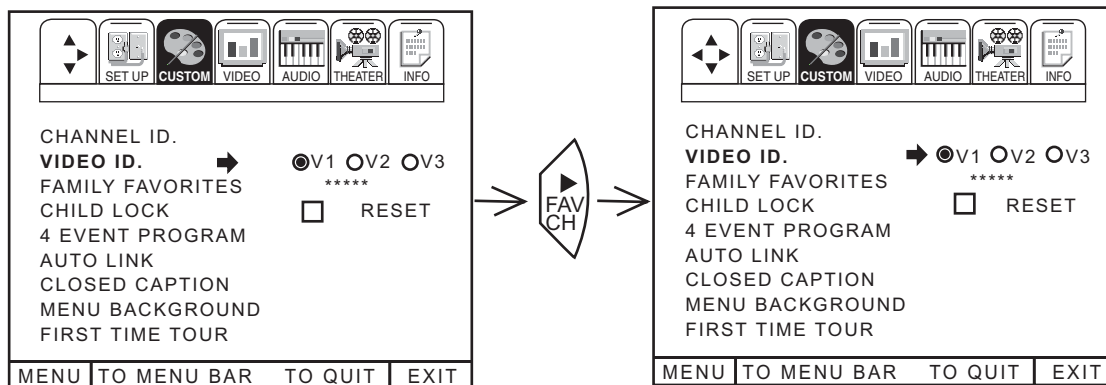 SET UP CUSTOM VIDEO AUDIO THEATER INFO
CHANNEL ID.
VIDEO ID. V1 V2 V3
FAMILY FAVORITES *****
CHILD LOCK RESET
4 EVENT PROGRAM
AUTO LINK
CLOSED CAPTION
MENU BACKGROUND
FIRST TIME TOUR
MENU TO MENU BAR TO QUIT EXIT
FAV
CH
SET UP CUSTOM VIDEO AUDIO THEATER INFO
CHANNEL ID.
VIDEO ID. V1 V2 V3
FAMILY FAVORITES *****
CHILD LOCK RESET
4 EVENT PROGRAM
AUTO LINK
CLOSED CAPTION
MENU BACKGROUND
FIRST TIME TOUR
MENU TO MENU BAR TO QUIT EXIT